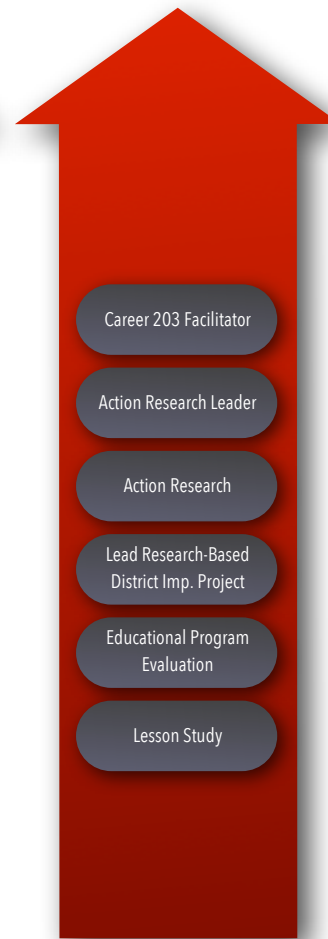 Career 203 Facilitator
Action Research Leader
Action Research
Lead Research-Based
District Imp. Project
Educational Program
Evaluation
Lesson Study